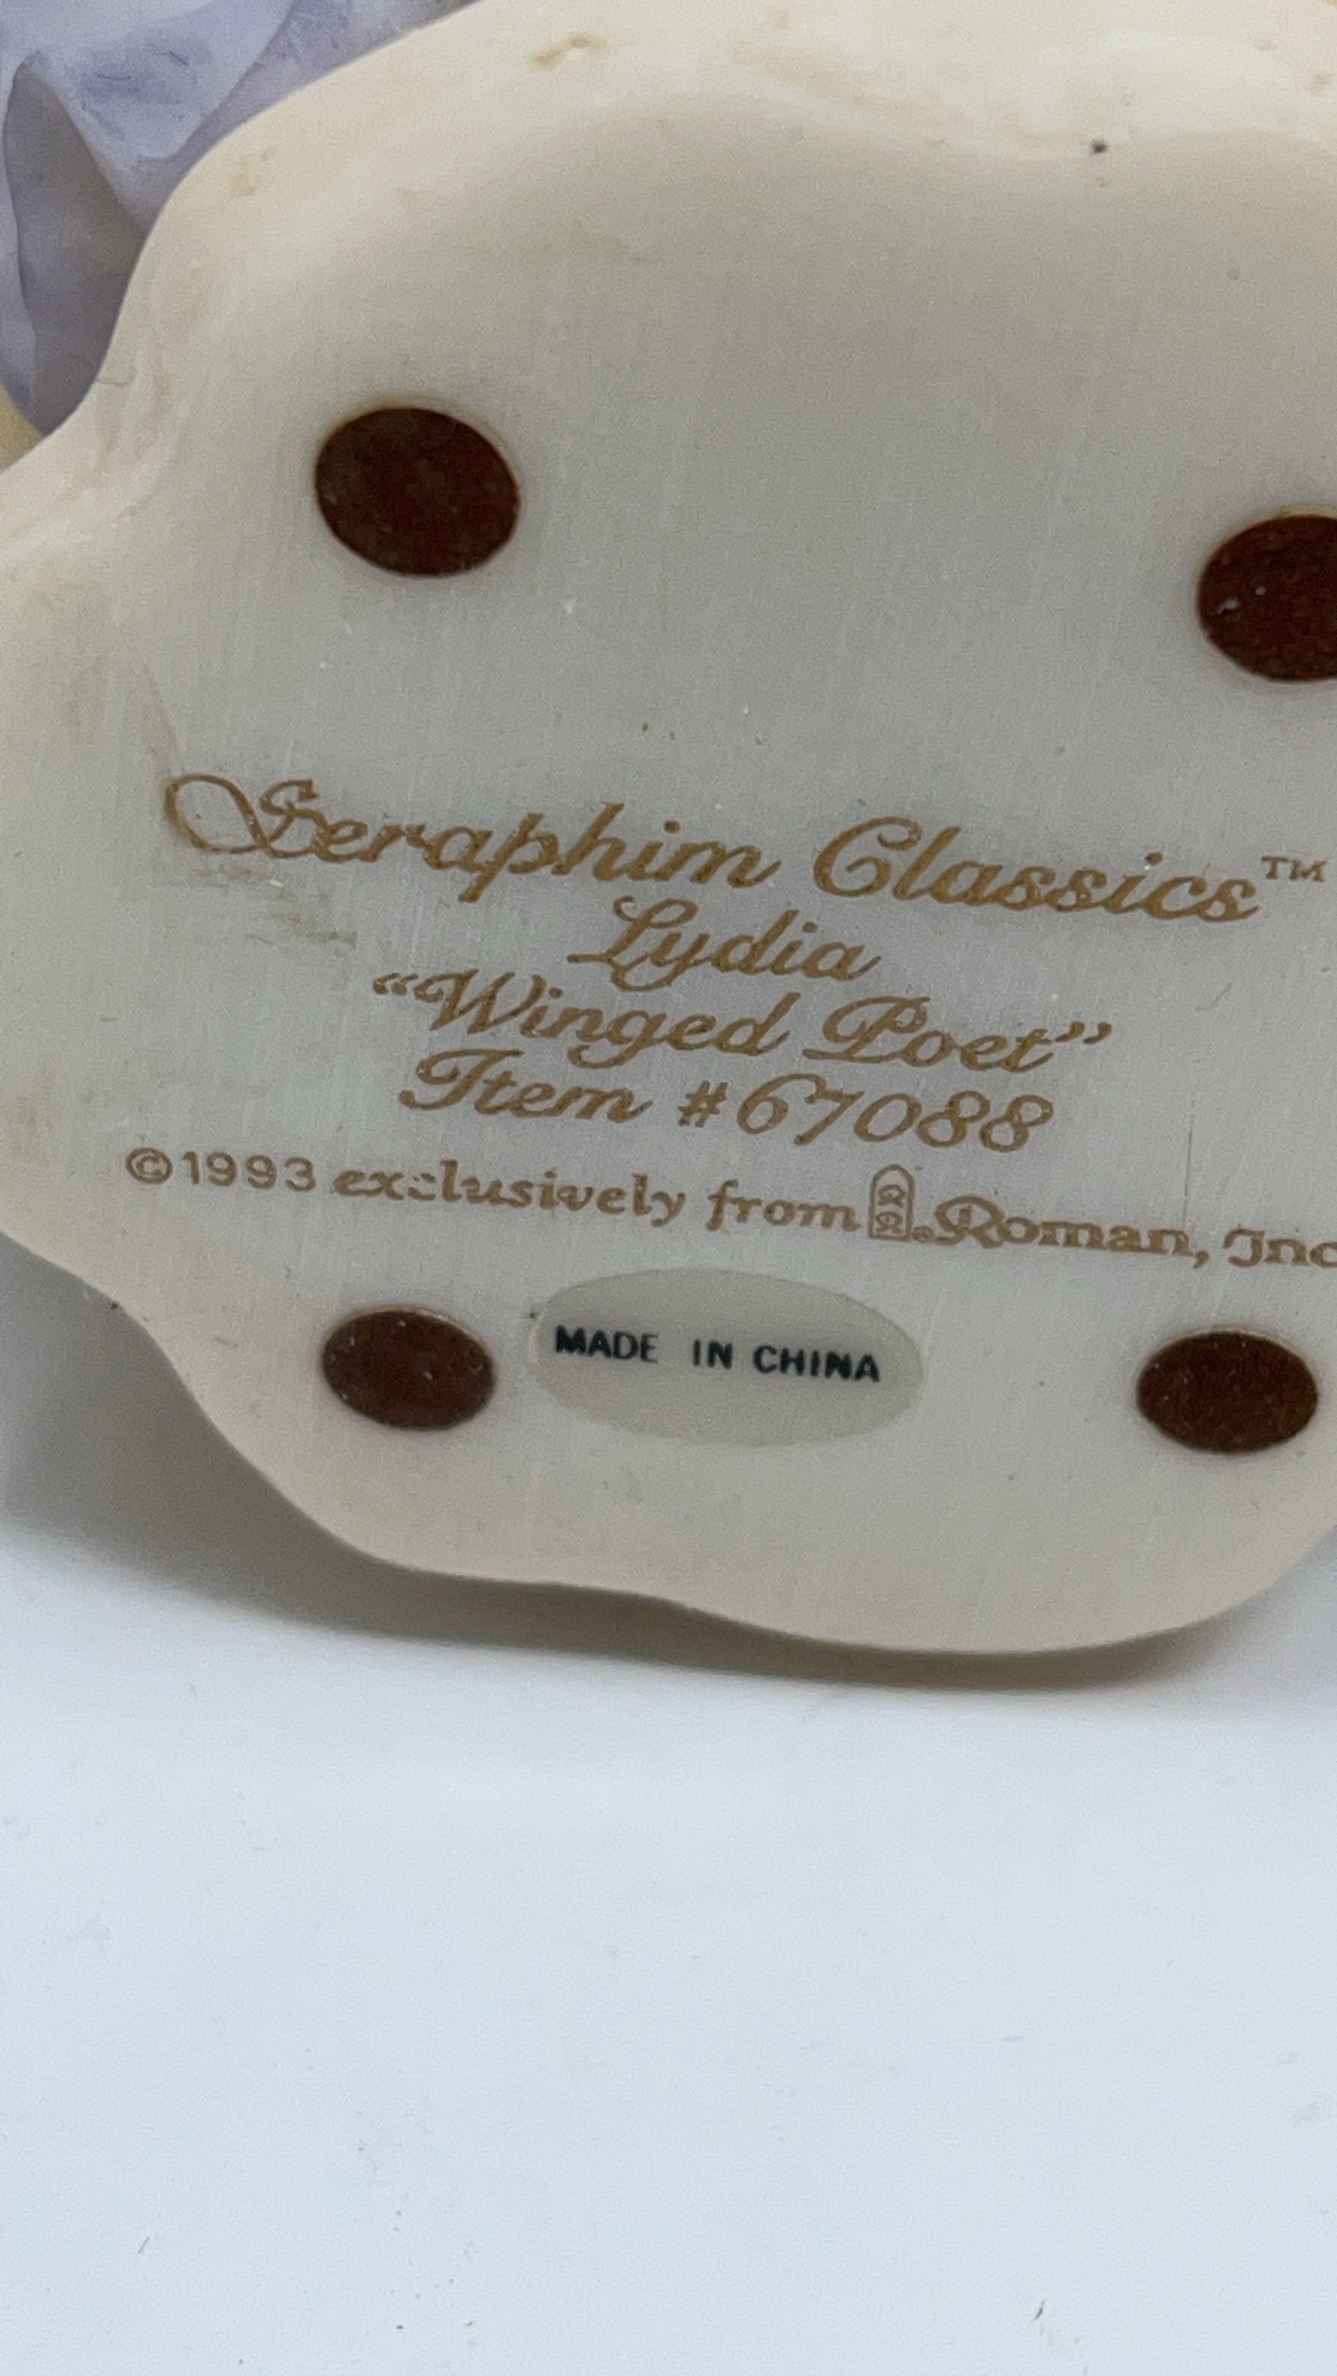 Seraphim Classics™
Lydia
“Winged Poet”
Item #67088
©1993 exclusively from Roman, Inc
MADE IN CHINA